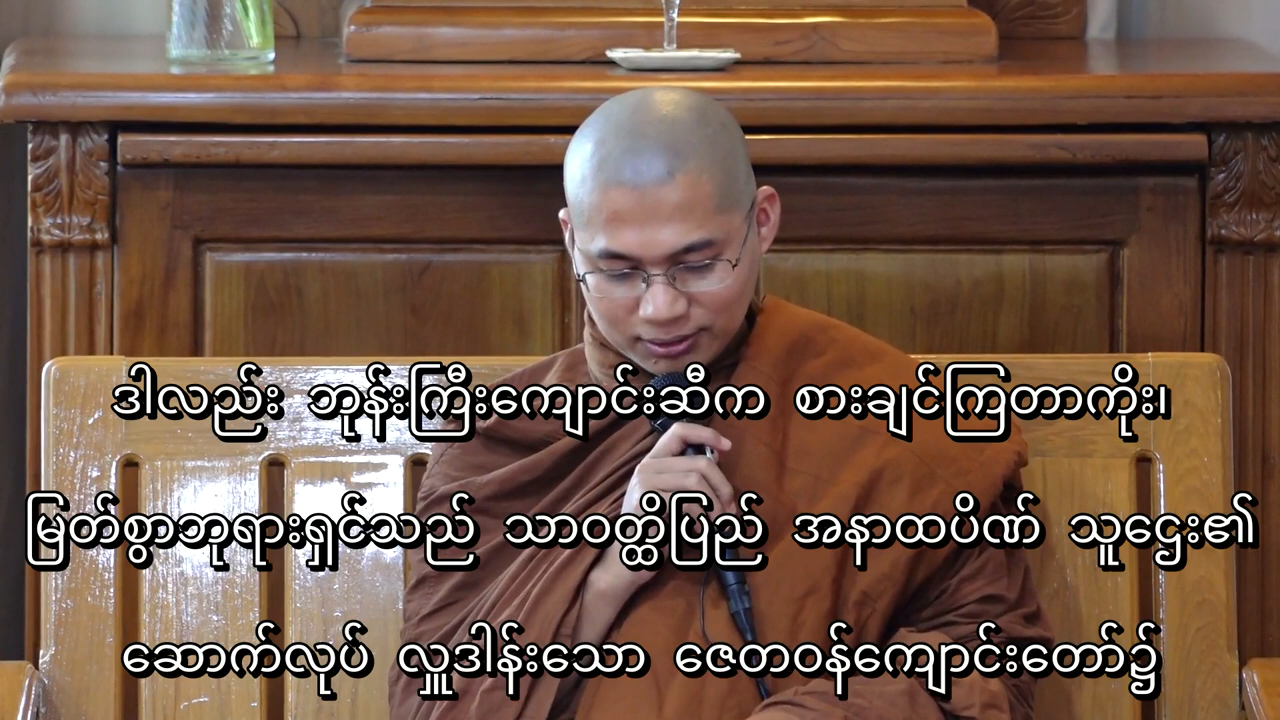 ဒါလည်း ဘုန်းကြီးကျောင်းဆီက စားချင်ကြတာကိုး၊
မြတ်စွာဘုရားရှင်သည် သာဝတ္ထိပြည် အနာထပိဏ် သူဌေး၏
ဆောက်လုပ် လှူဒါန်းသော ဇေတဝန်ကျောင်းတော်၌